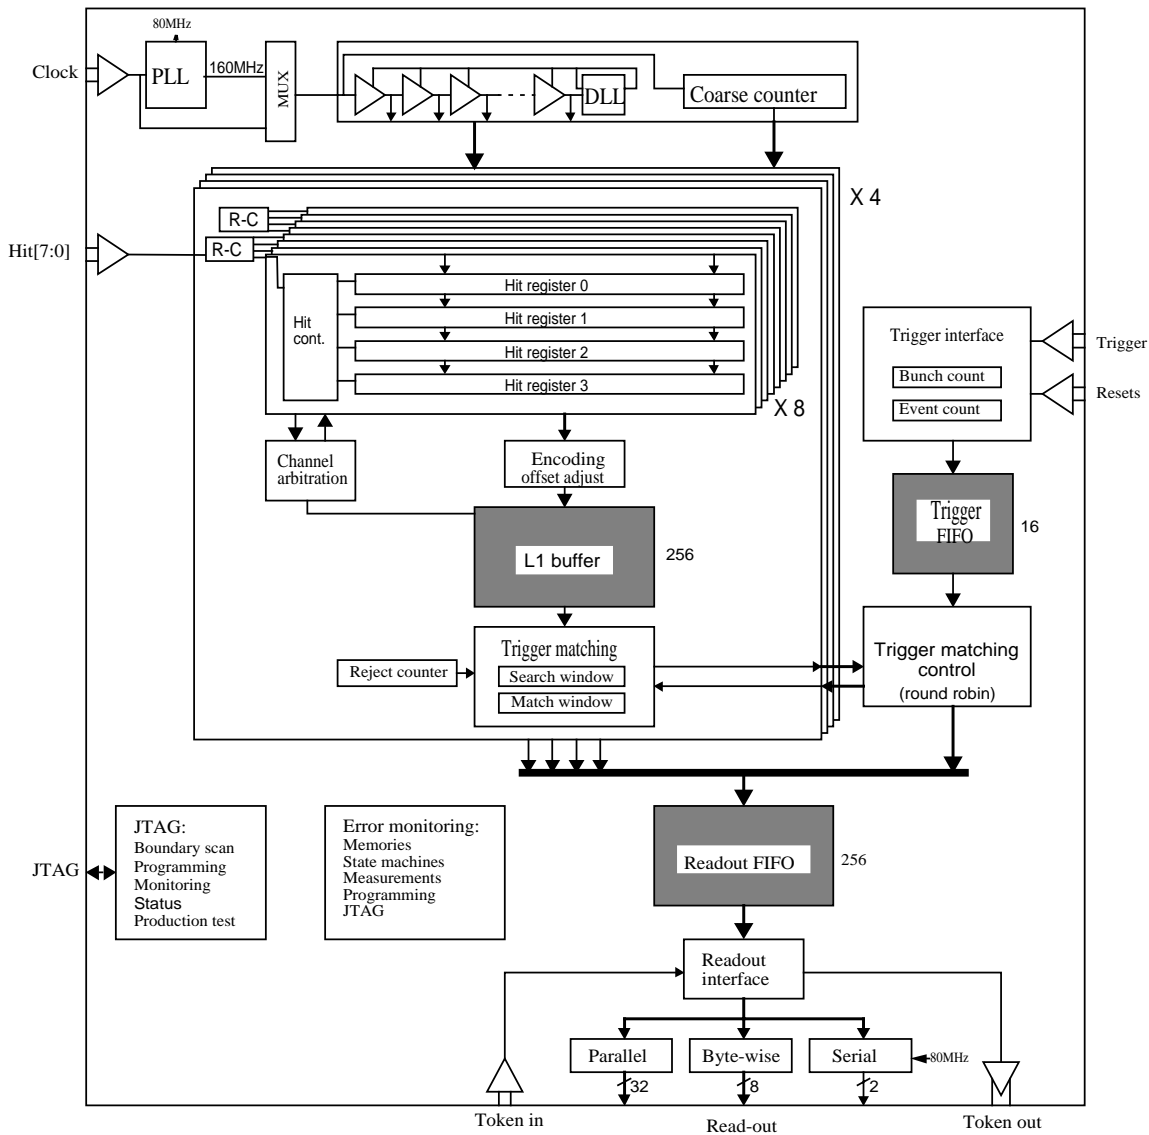 80MHz
Clock
PLL
160MHz
MUX
DLL
Coarse counter
X 4
R-C
Hit[7:0]
R-C
Hit cont.
Hit register 0
Hit register 1
Hit register 2
Hit register 3
X 8
Trigger interface
Bunch count
Event count
Trigger
Resets
Channel
arbitration
Encoding
offset adjust
Trigger
FIFO
16
L1 buffer
256
Reject counter
Trigger matching
Search window
Match window
Trigger matching
control
(round robin)
JTAG
JTAG:
Boundary scan
Programming
Monitoring
Status
Production test
Error monitoring:
Memories
State machines
Measurements
Programming
JTAG
Readout FIFO
256
Readout
interface
Parallel
Byte-wise
Serial
80MHz
32
8
2
Token in
Read-out
Token out